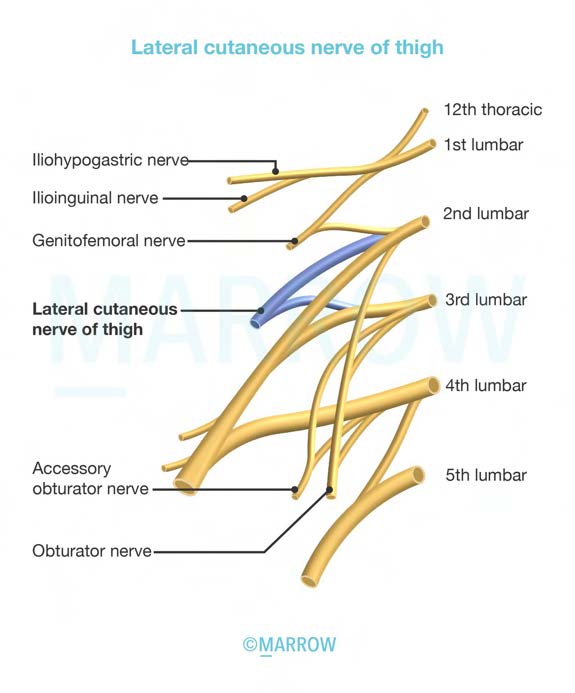 Lateral cutaneous nerve of thigh
12th thoracic
1st lumbar
Iliohypogastric nerve
Ilioinguinal nerve
2nd lumbar
Genitofemoral nerve
3rd lumbar
Lateral cutaneous
nerve of thigh
MARROW
4th lumbar
Accessory
obturator nerve
5th lumbar
Obturator nerve
©MARROW